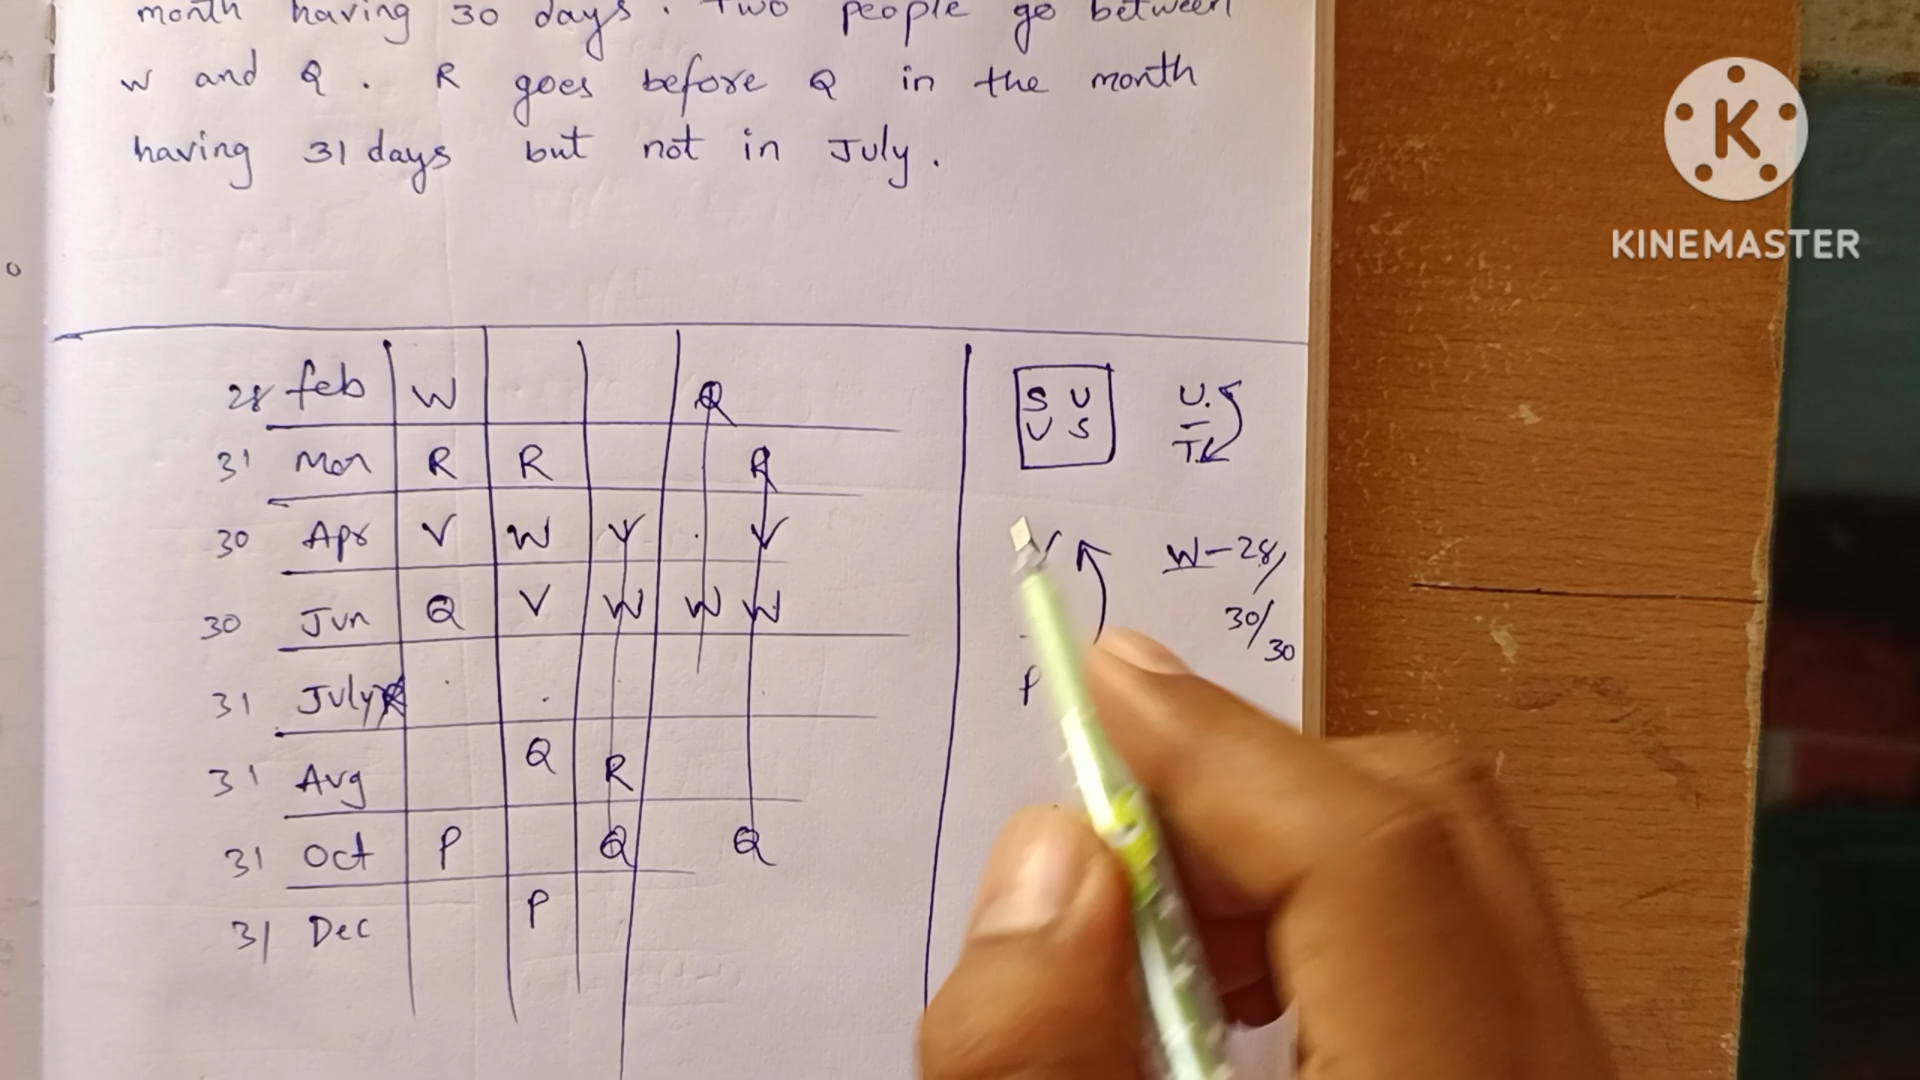 month having 30 days. Two people go between
W and Q. R goes before Q in the month
having 31 days but not in July.
K
KINEMASTER
28 feb W Q
31 Mar R R R
30 Apr V W V . V
30 Jun Q V W W W
31 July . . .
31 Aug Q R
31 Oct P Q Q
31 Dec P
S U
U S
U.
T
W-28/
30/
30
P